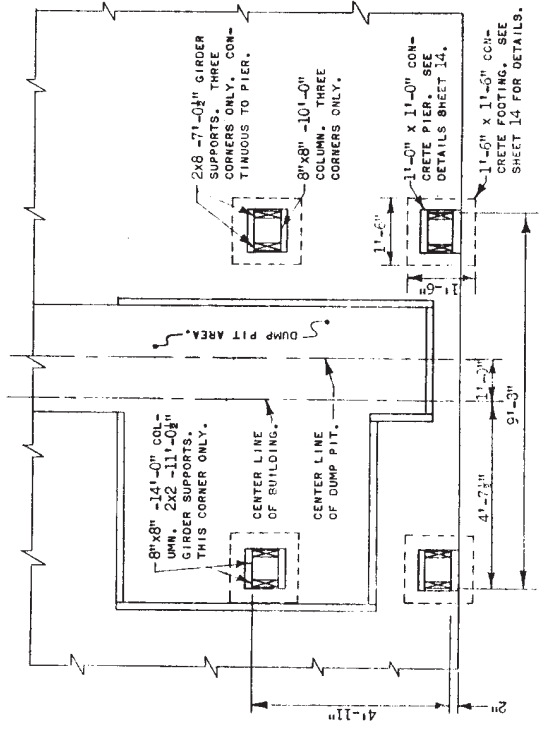 2x8 -7'-0½" GIRDER
SUPPORTS. THREE
CORNERS ONLY. CON-
TINUOUS TO PIER.
8"x8" -10'-0"
COLUMN. THREE
CORNERS ONLY.
1'-0" X 1'-0" CON-
CRETE PIER. SEE
DETAILS SHEET 14.
1'-6" X 1'-6" CON-
CRETE FOOTING. SEE
SHEET 14 FOR DETAILS.
1'-6"
1'-6"
DUMP PIT AREA.
8"x8" -14'-0" COL-
UMN. 2x2 -11'-0½"
GIRDER SUPPORTS.
THIS CORNER ONLY.
CENTER LINE
OF BUILDING.
CENTER LINE
OF DUMP PIT.
1'-0"
4'-7½"
9'-3"
4'-11"
2"